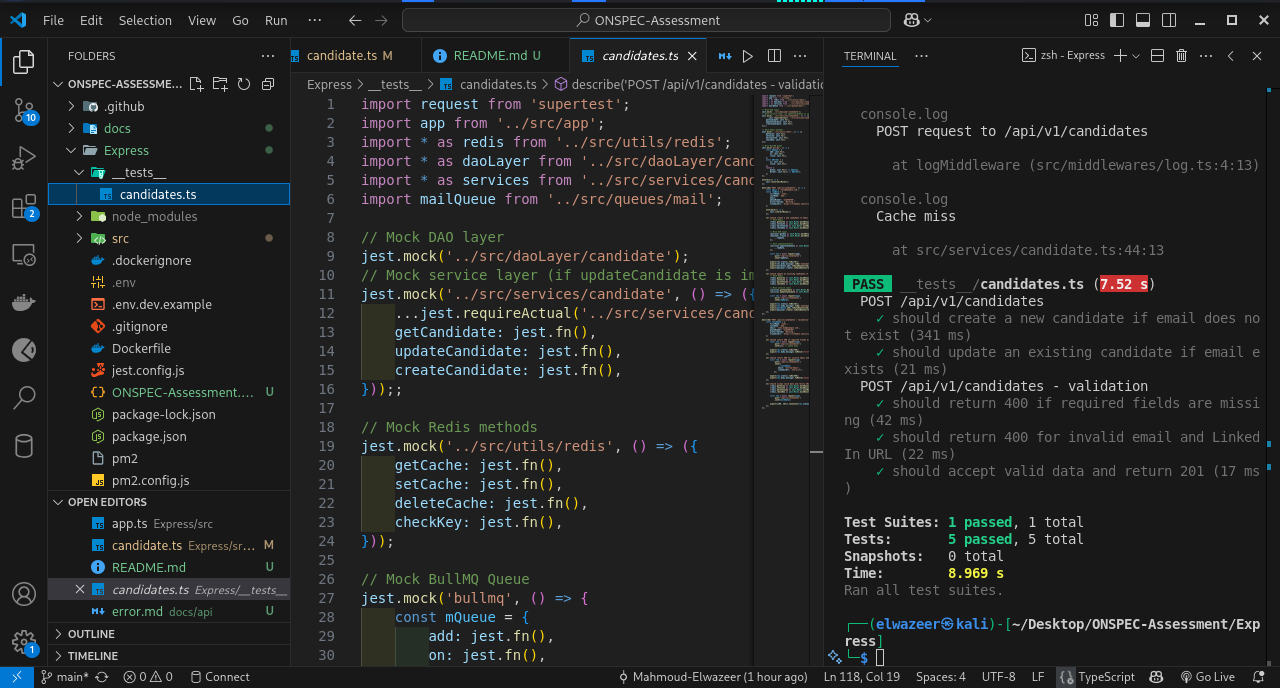 File Edit Selection View Go Run ··· ONSPEC-Assessment
FOLDERS ···
ONSPEC-ASSESSME...
.github
docs
Express
__tests__
candidates.ts
node_modules
src
.dockerignore
.env
.env.dev.example
.gitignore
Dockerfile
jest.config.js
ONSPEC-Assessment.... U
package-lock.json
package.json
pm2
pm2.config.js
OPEN EDITORS
app.ts Express/src
candidate.ts Express/sr... M
README.md U
candidates.ts Express/__tests__
error.md docs/api U
OUTLINE
TIMELINE
10
2
1
candidate.ts M README.md U candidates.ts
Express > __tests__ > candidates.ts > describe('POST /api/v1/candidates - validatio
1 import request from 'supertest';
2 import app from '../src/app';
3 import * as redis from '../src/utils/redis';
4 import * as daoLayer from '../src/daoLayer/cand
5 import * as services from '../src/services/cand
6 import mailQueue from '../src/queues/mail';
7
8 // Mock DAO layer
9 jest.mock('../src/daoLayer/candidate');
10 // Mock service layer (if updateCandidate is im
11 jest.mock('../src/services/candidate', () => ({
12 ...jest.requireActual('../src/services/cand
13 getCandidate: jest.fn(),
14 updateCandidate: jest.fn(),
15 createCandidate: jest.fn(),
16 }));;
17
18 // Mock Redis methods
19 jest.mock('../src/utils/redis', () => ({
20 getCache: jest.fn(),
21 setCache: jest.fn(),
22 deleteCache: jest.fn(),
23 checkKey: jest.fn(),
24 }));
25
26 // Mock BullMQ Queue
27 jest.mock('bullmq', () => {
28 const mQueue = {
29 add: jest.fn(),
30 on: jest.fn(),
TERMINAL ··· zsh - Express
console.log
POST request to /api/v1/candidates
at logMiddleware (src/middlewares/log.ts:4:13)
console.log
Cache miss
at src/services/candidate.ts:44:13
PASS __tests__/candidates.ts (7.52 s)
POST /api/v1/candidates
✓ should create a new candidate if email does no
t exist (341 ms)
✓ should update an existing candidate if email e
xists (21 ms)
POST /api/v1/candidates - validation
✓ should return 400 if required fields are missi
ng (42 ms)
✓ should return 400 for invalid email and Linked
In URL (22 ms)
✓ should accept valid data and return 201 (17 ms
)
Test Suites: 1 passed, 1 total
Tests: 5 passed, 5 total
Snapshots: 0 total
Time: 8.969 s
Ran all test suites.
┌──(elwazeer㉿kali)-[~/Desktop/ONSPEC-Assessment/Exp
ress]
└─$
main* 0 0 Connect Mahmoud-Elwazeer (1 hour ago) Ln 118, Col 19 Spaces: 4 UTF-8 LF TypeScript Go Live